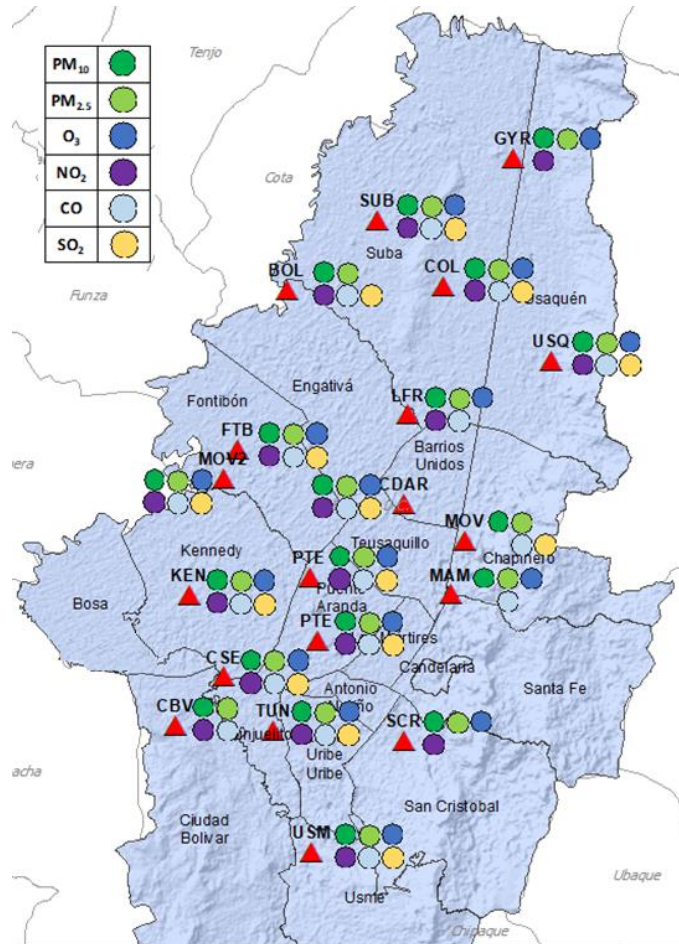 Tenjo
PM10
PM2.5
O3
NO2
CO
SO2
GYR
Cota
SUB
Suba
BOL
COL
Usaquén
Funza
USQ
Engativá
Fontibón
LFR
FTB
Barrios
Unidos
MOV2
CDAR
MOV
Teusaquillo
Kennedy
PTE
Chapinero
KEN
MAM
Puente
Aranda
Bosa
PTE
Mártires
CSE
Candelaria
Santa Fe
Antonio
CBV
TUN
SCR
Uribe
Uribe
San Cristobal
Ciudad
Bolivar
USM
Usme
Ubaque
Chipaque